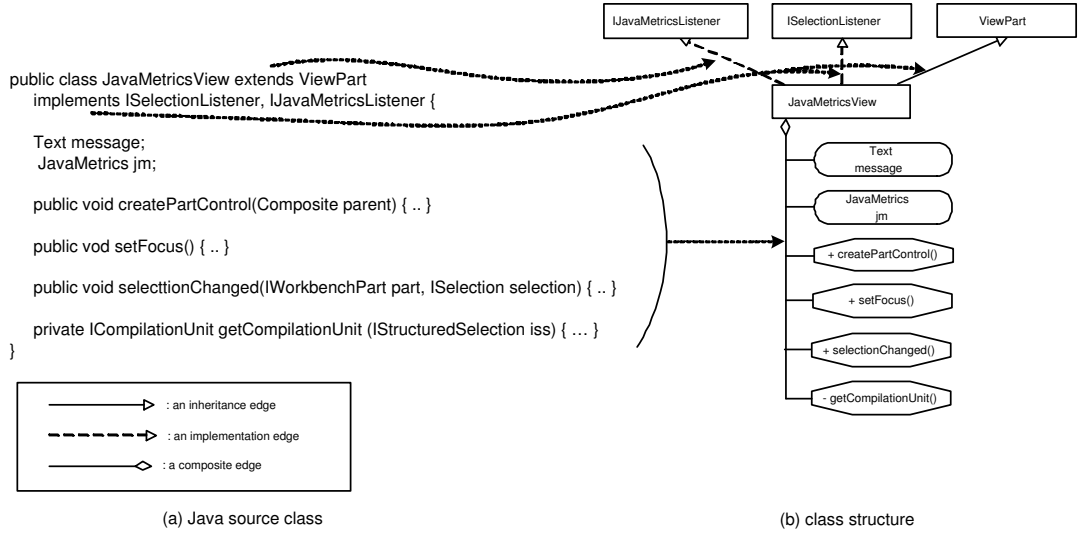 IJavaMetricsListener
ISelectionListener
ViewPart
public class JavaMetricsView extends ViewPart
implements ISelectionListener, IJavaMetricsListener {
Text message;
JavaMetrics jm;
public void createPartControl(Composite parent) { .. }
public vod setFocus() { .. }
public void selecttionChanged(IWorkbenchPart part, ISelection selection) { .. }
private ICompilationUnit getCompilationUnit (IStructuredSelection iss) { … }
}
JavaMetricsView
Text
message
JavaMetrics
jm
+ createPartControl()
+ setFocus()
+ selectionChanged()
- getCompilationUnit()
: an inheritance edge
: an implementation edge
: a composite edge
(a) Java source class
(b) class structure